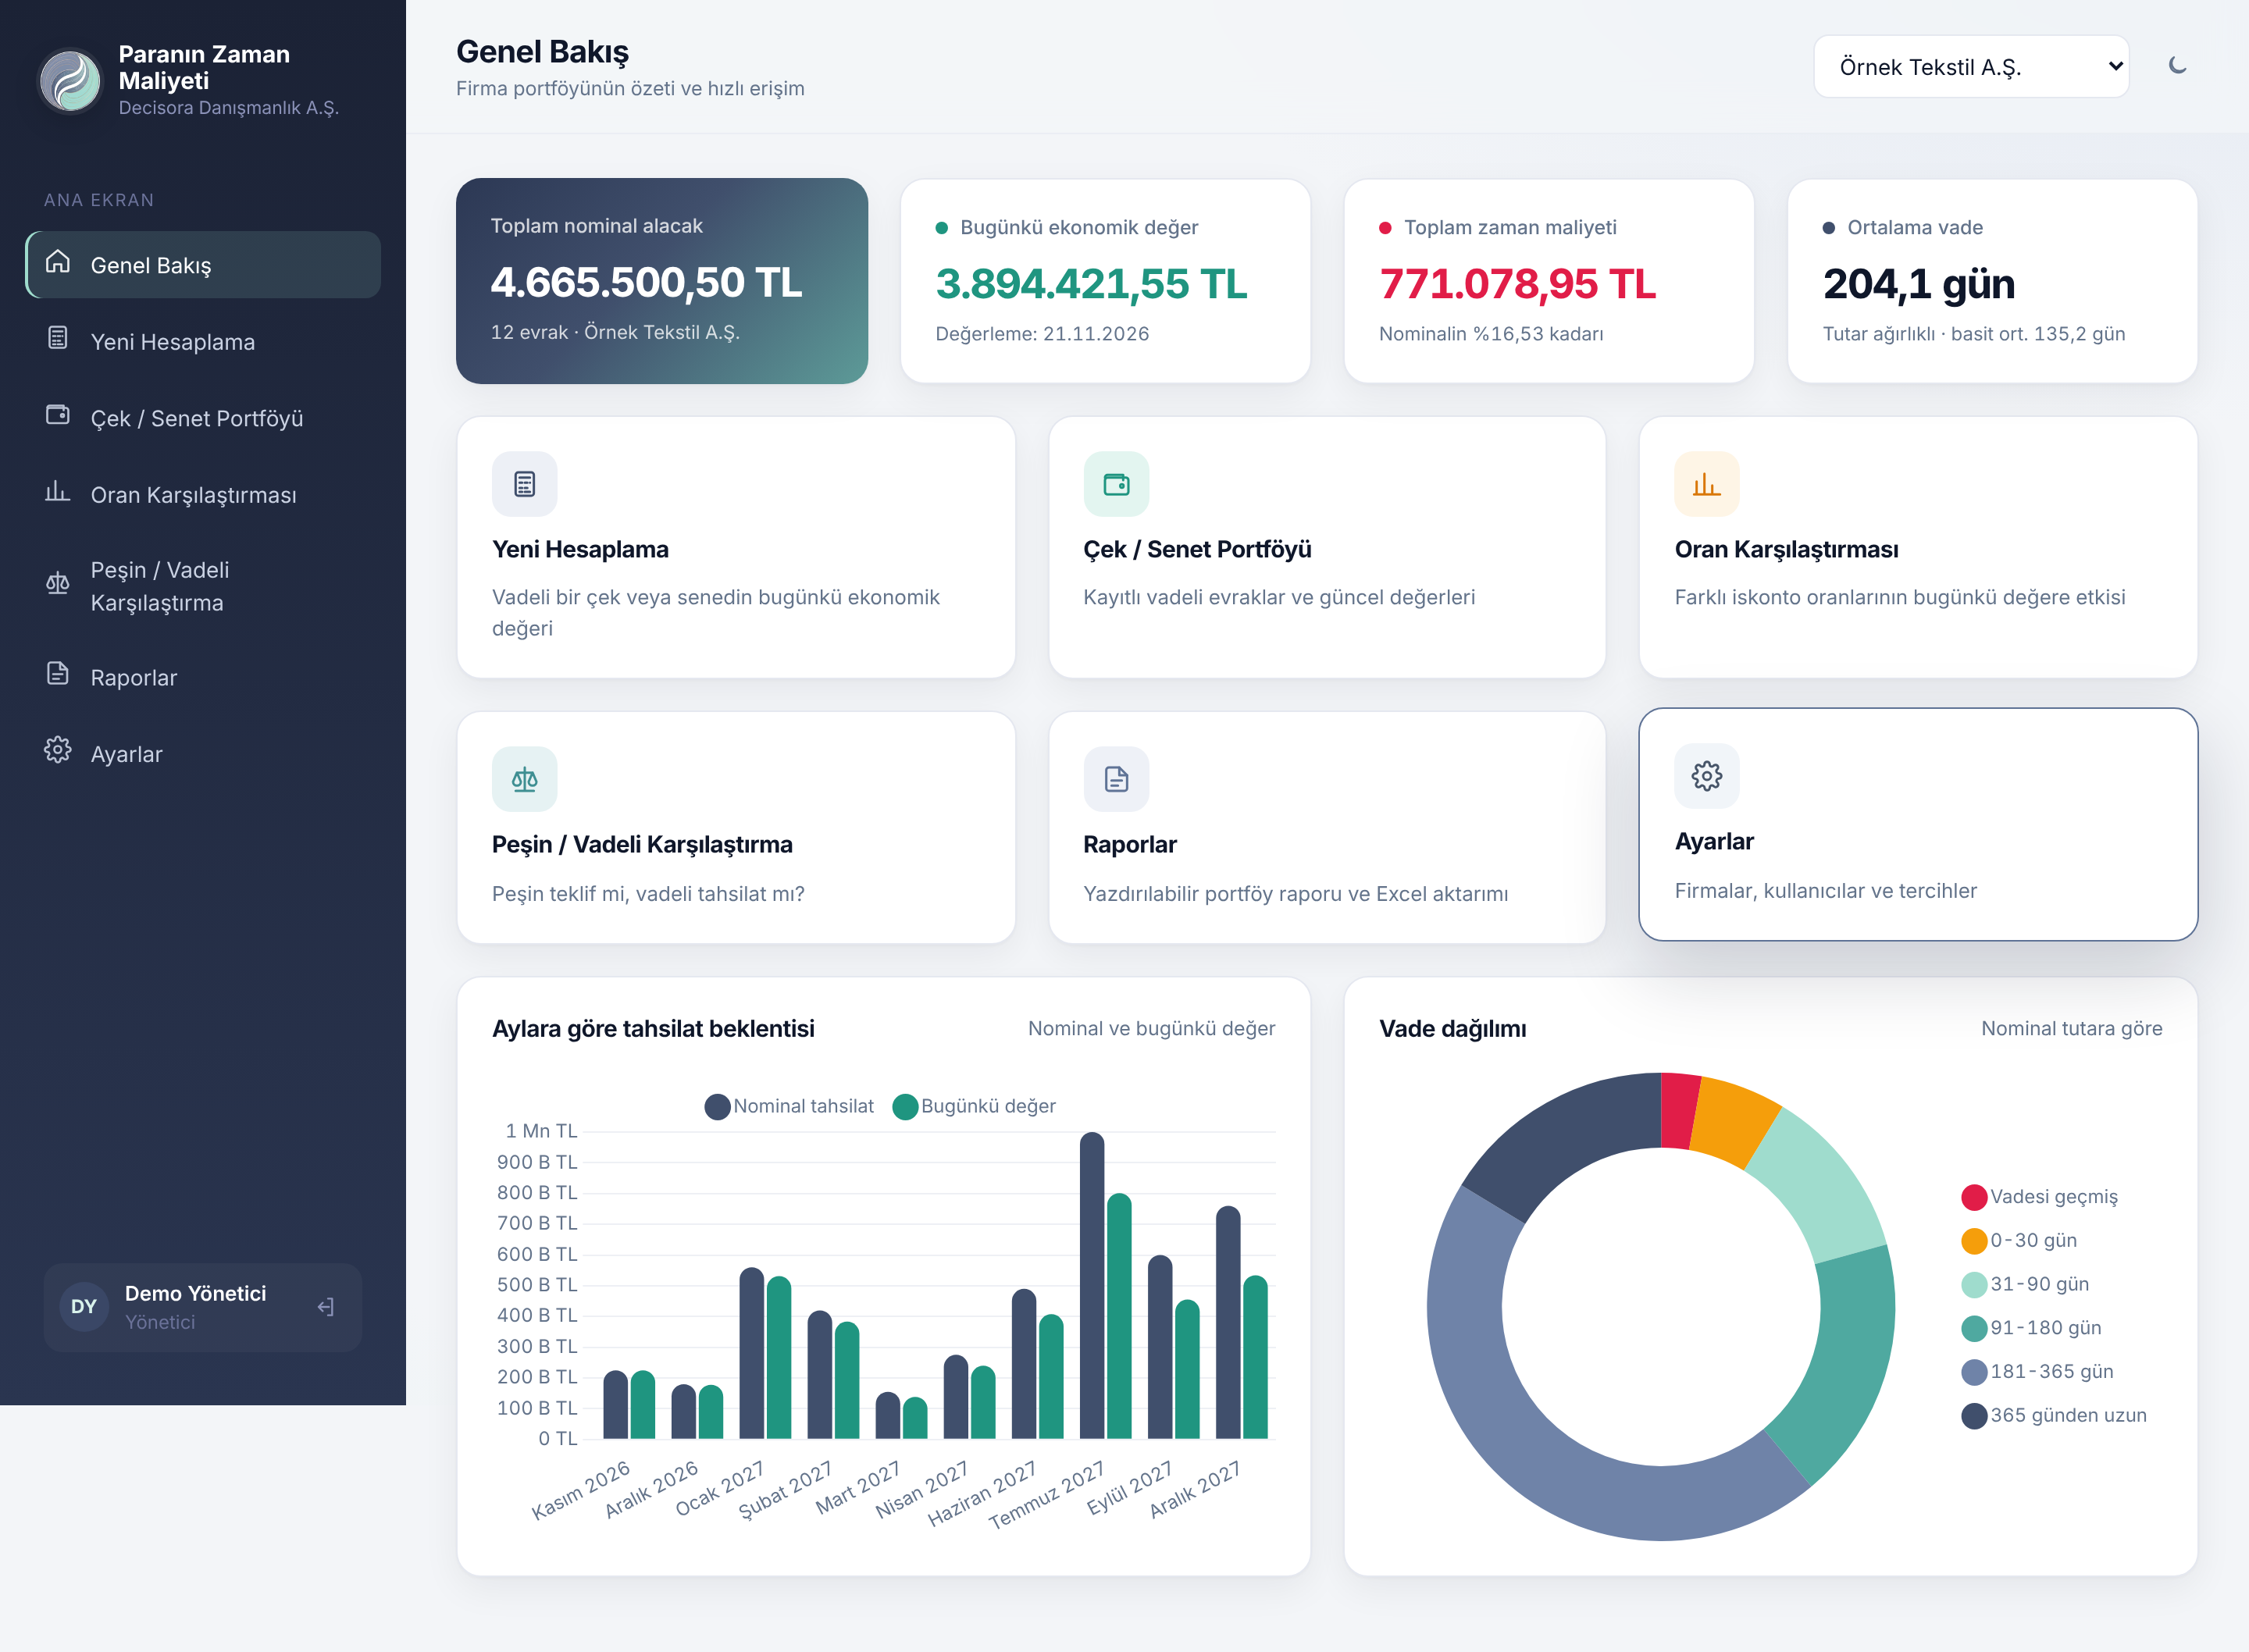 Paranın Zaman
Maliyeti
Decisora Danışmanlık A.Ş.
ANA EKRAN
Genel Bakış
Yeni Hesaplama
Çek / Senet Portföyü
Oran Karşılaştırması
Peşin / Vadeli
Karşılaştırma
Raporlar
Ayarlar
DY
Demo Yönetici
Yönetici
Genel Bakış
Firma portföyünün özeti ve hızlı erişim
Örnek Tekstil A.Ş.
Toplam nominal alacak
4.665.500,50 TL
12 evrak · Örnek Tekstil A.Ş.
Bugünkü ekonomik değer
3.894.421,55 TL
Değerleme: 21.11.2026
Toplam zaman maliyeti
771.078,95 TL
Nominalin %16,53 kadarı
Ortalama vade
204,1 gün
Tutar ağırlıklı · basit ort. 135,2 gün
Yeni Hesaplama
Vadeli bir çek veya senedin bugünkü ekonomik
değeri
Çek / Senet Portföyü
Kayıtlı vadeli evraklar ve güncel değerleri
Oran Karşılaştırması
Farklı iskonto oranlarının bugünkü değere etkisi
Peşin / Vadeli Karşılaştırma
Peşin teklif mi, vadeli tahsilat mı?
Raporlar
Yazdırılabilir portföy raporu ve Excel aktarımı
Ayarlar
Firmalar, kullanıcılar ve tercihler
Aylara göre tahsilat beklentisi
Nominal ve bugünkü değer
Nominal tahsilat
Bugünkü değer
1 Mn TL
900 B TL
800 B TL
700 B TL
600 B TL
500 B TL
400 B TL
300 B TL
200 B TL
100 B TL
0 TL
Kasım 2026
Aralık 2026
Ocak 2027
Şubat 2027
Mart 2027
Nisan 2027
Haziran 2027
Temmuz 2027
Eylül 2027
Aralık 2027
Vade dağılımı
Nominal tutara göre
Vadesi geçmiş
0-30 gün
31-90 gün
91-180 gün
181-365 gün
365 günden uzun